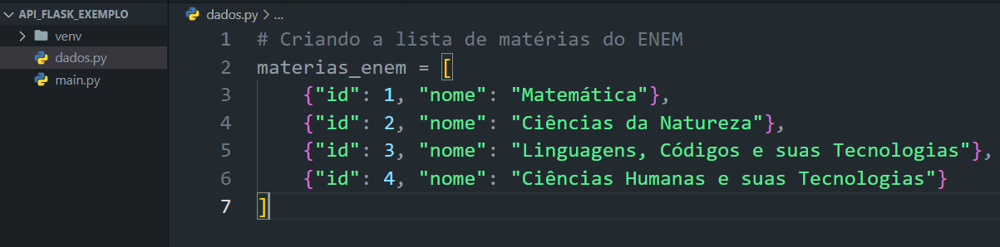 API_FLASK_EXEMPLO
venv
dados.py
main.py
dados.py > ...
1 # Criando a lista de matérias do ENEM
2 materias_enem = [
3 {"id": 1, "nome": "Matemática"},
4 {"id": 2, "nome": "Ciências da Natureza"},
5 {"id": 3, "nome": "Linguagens, Códigos e suas Tecnologias"},
6 {"id": 4, "nome": "Ciências Humanas e suas Tecnologias"}
7 ]